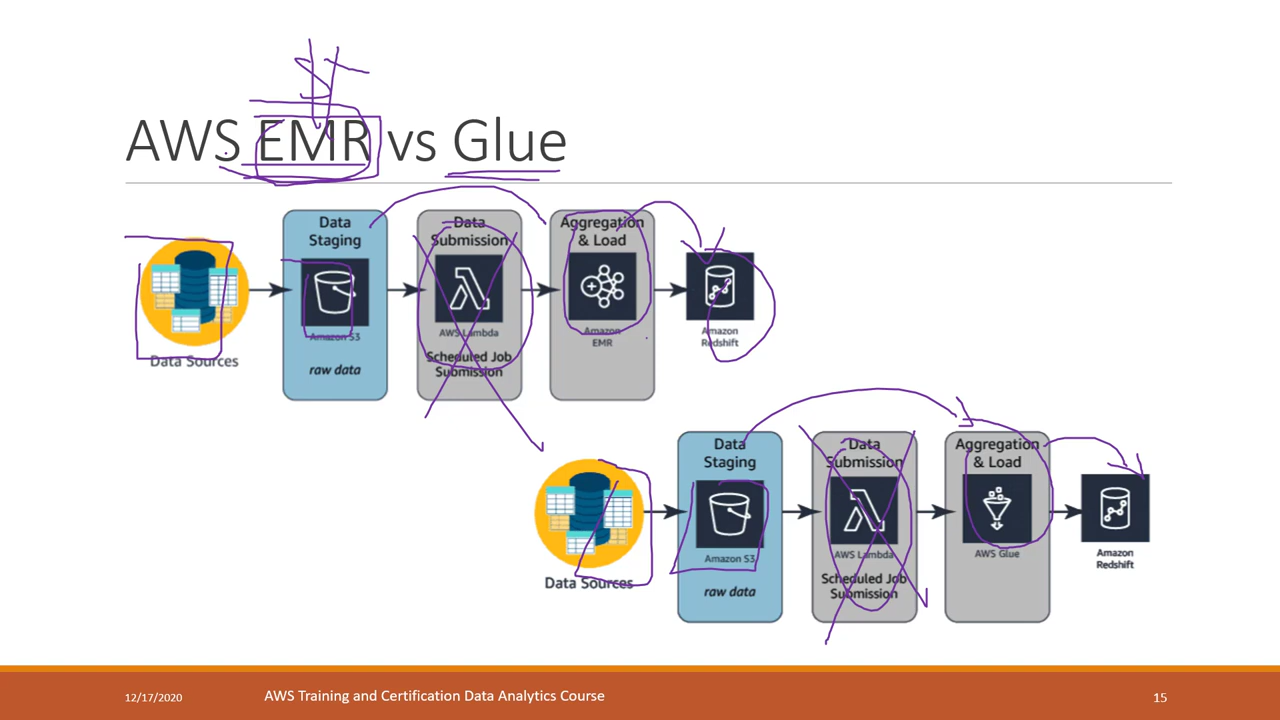 AWS EMR vs Glue
Data
Staging
Amazon S3
raw data
Data
Submission
AWS Lambda
Scheduled Job
Submission
Aggregation
& Load
Amazon
EMR
Amazon
Redshift
Data Sources
Data
Staging
Amazon S3
raw data
Data
Submission
AWS Lambda
Scheduled Job
Submission
Aggregation
& Load
AWS Glue
Amazon
Redshift
Data Sources
12/17/2020
AWS Training and Certification Data Analytics Course
15